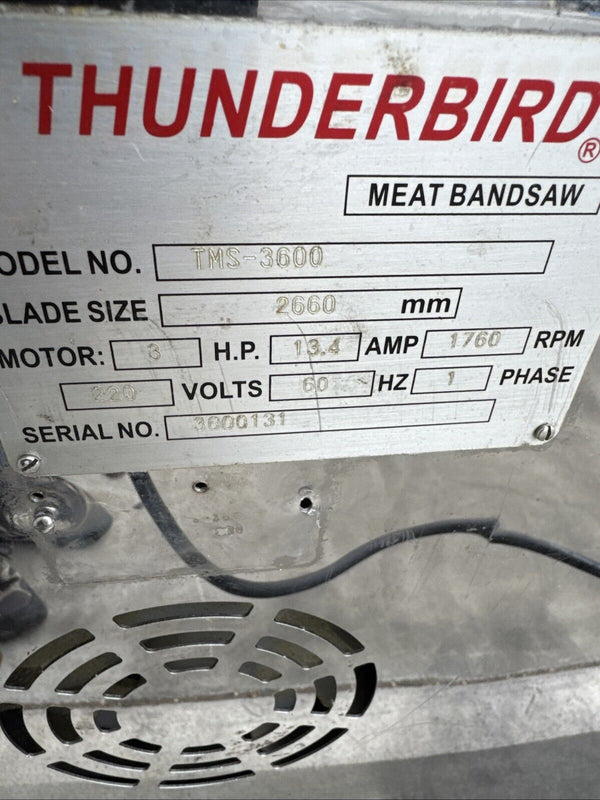 THUNDERBIRD®
MEAT BANDSAW
ODEL NO. TMS-3600
BLADE SIZE 2660 mm
MOTOR: 3 H.P. 13.4 AMP 1760 RPM
220 VOLTS 60 HZ 1 PHASE
SERIAL NO. 3600131